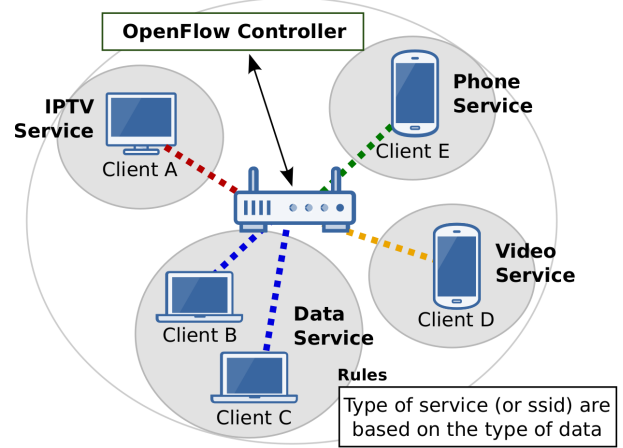 OpenFlow Controller
IPTV
Service
Client A
Phone
Service
Client E
Video
Service
Client D
Data
Service
Client B
Client C
Rules
Type of service (or ssid) are
based on the type of data